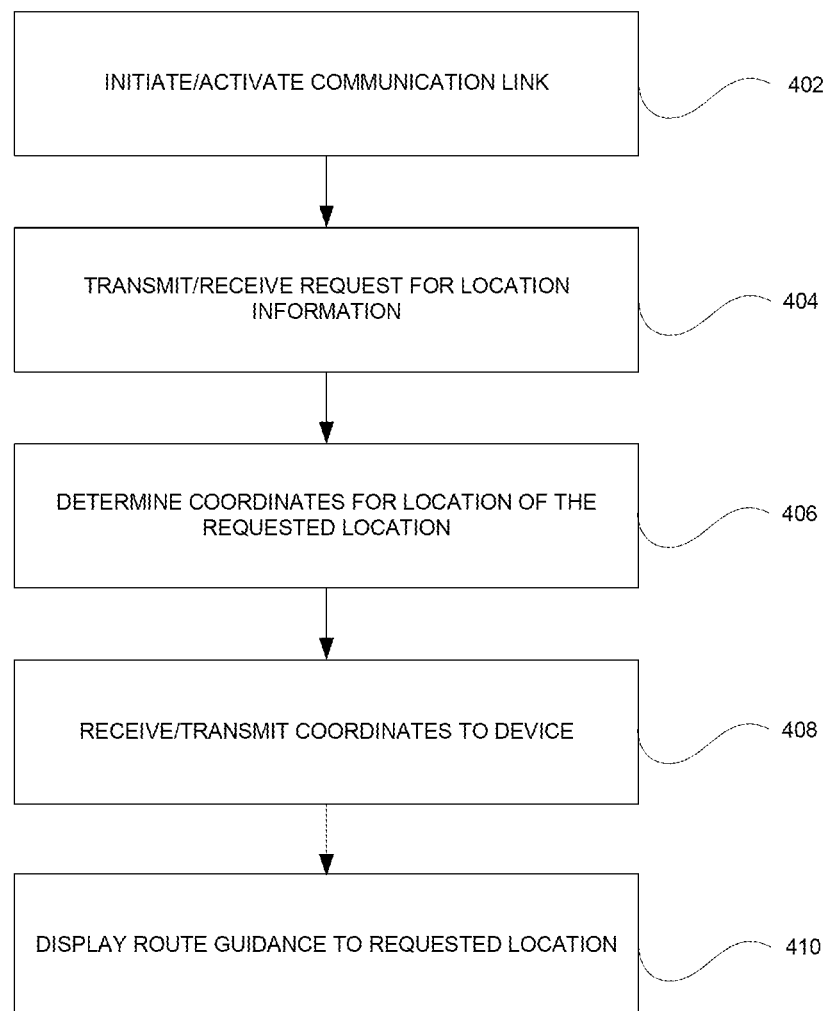 INITIATE/ACTIVATE COMMUNICATION LINK
402
TRANSMIT/RECEIVE REQUEST FOR LOCATION
INFORMATION
404
DETERMINE COORDINATES FOR LOCATION OF THE
REQUESTED LOCATION
406
RECEIVE/TRANSMIT COORDINATES TO DEVICE
408
DISPLAY ROUTE GUIDANCE TO REQUESTED LOCATION
410